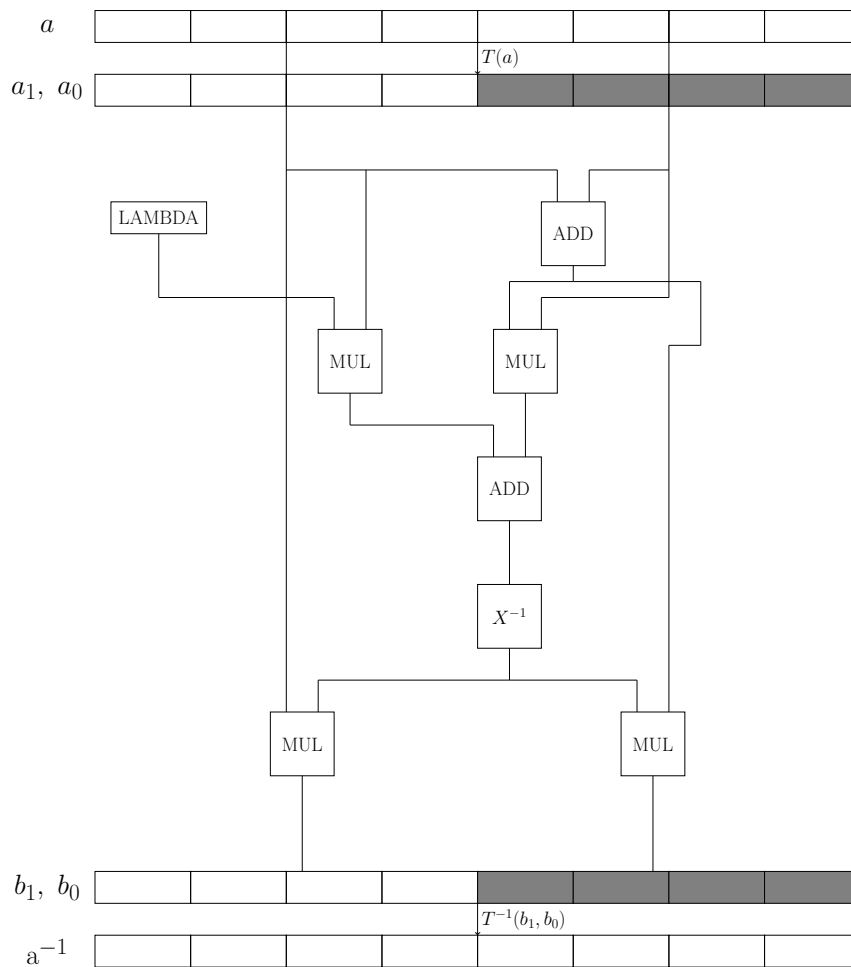 a
T(a)
a₁, a₀
LAMBDA
ADD
MUL
MUL
ADD
X⁻¹
MUL
MUL
b₁, b₀
T⁻¹(b₁, b₀)
a⁻¹